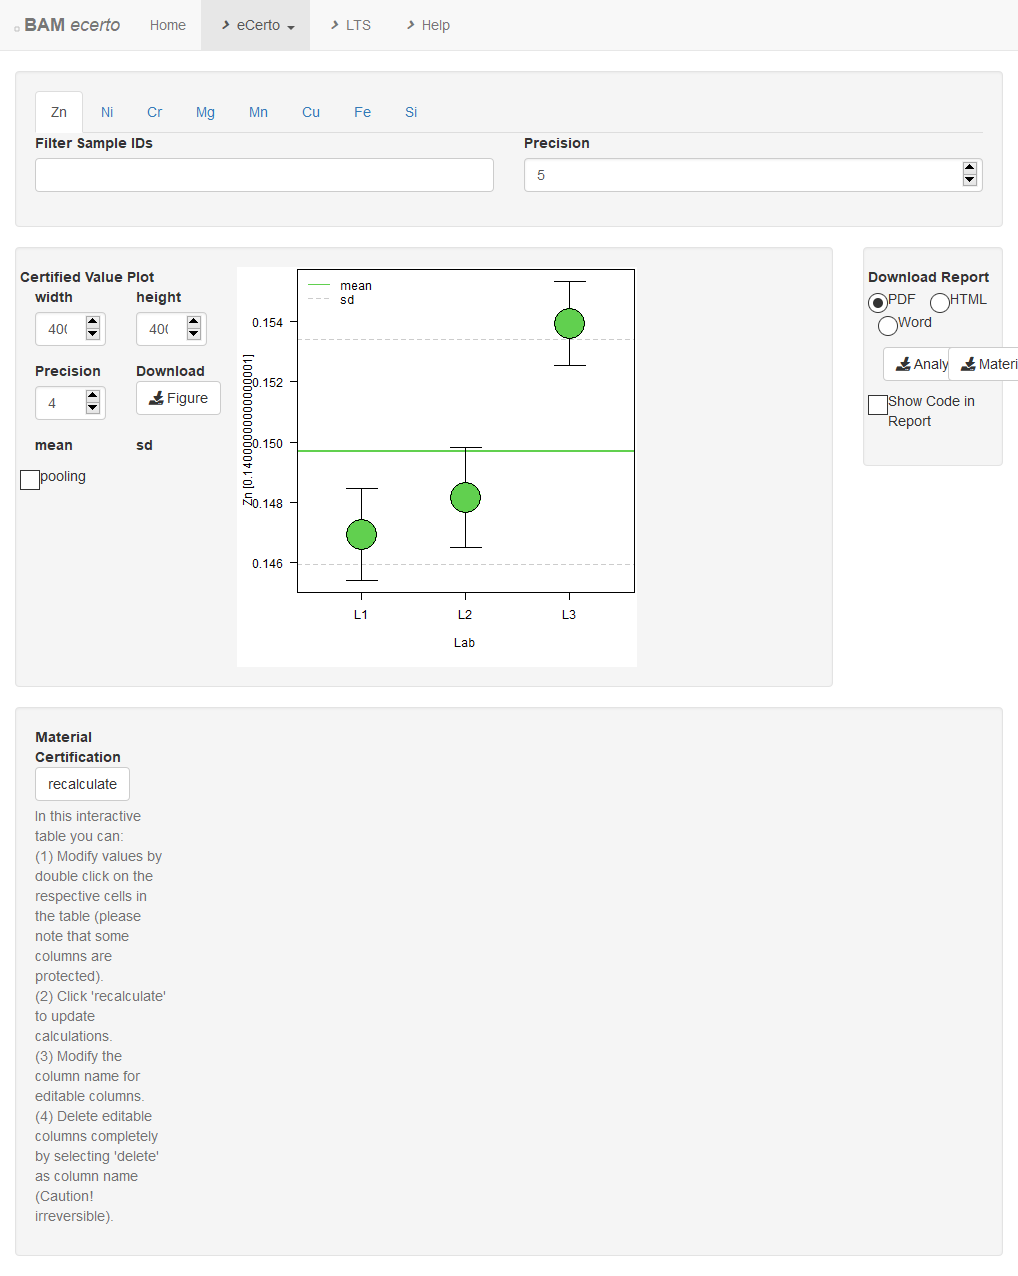 BAM ecerto Home eCerto LTS Help
Zn Ni Cr Mg Mn Cu Fe Si
Filter Sample IDs Precision
5
Certified Value Plot
width height
400 400
Precision Download
4 Figure
mean sd
pooling
mean
sd
0.154
0.152
0.150
0.148
0.146
Zn [0.1400000000000001]
L1 L2 L3
Lab
Download Report
PDF HTML
Word
Analy Materi
Show Code in
Report
Material
Certification
recalculate
In this interactive
table you can:
(1) Modify values by
double click on the
respective cells in
the table (please
note that some
columns are
protected).
(2) Click 'recalculate'
to update
calculations.
(3) Modify the
column name for
editable columns.
(4) Delete editable
columns completely
by selecting 'delete'
as column name
(Caution!
irreversible).